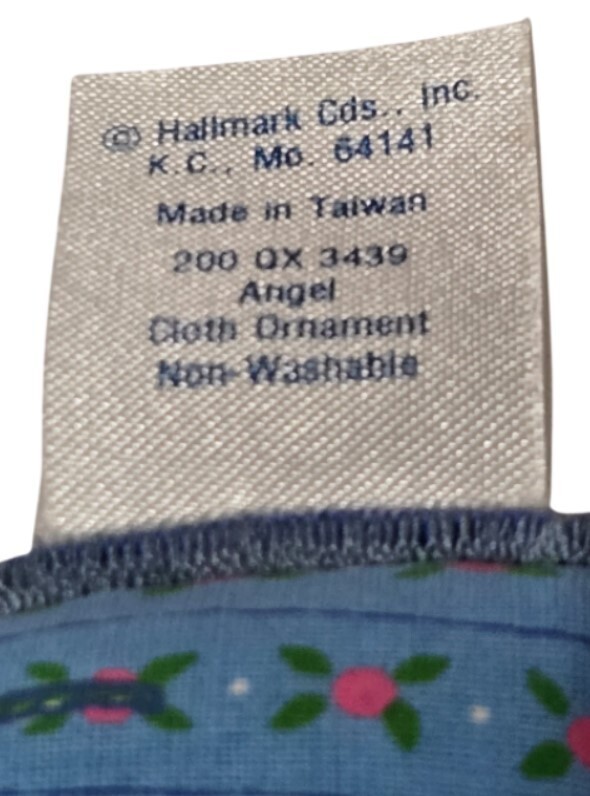 © Hallmark Cds., Inc.
K.C., Mo. 64141
Made in Taiwan
200 QX 3439
Angel
Cloth Ornament
Non-Washable